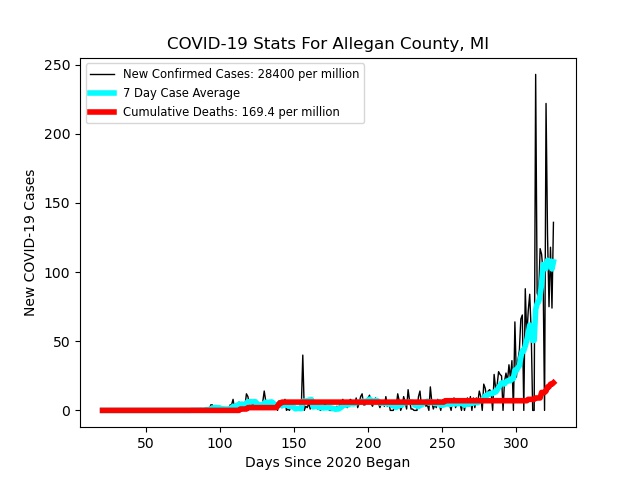 COVID-19 Stats For Allegan County, MI
New Confirmed Cases: 28400 per million
7 Day Case Average
Cumulative Deaths: 169.4 per million
New COVID-19 Cases
250
200
150
100
50
0
50 100 150 200 250 300
Days Since 2020 Began